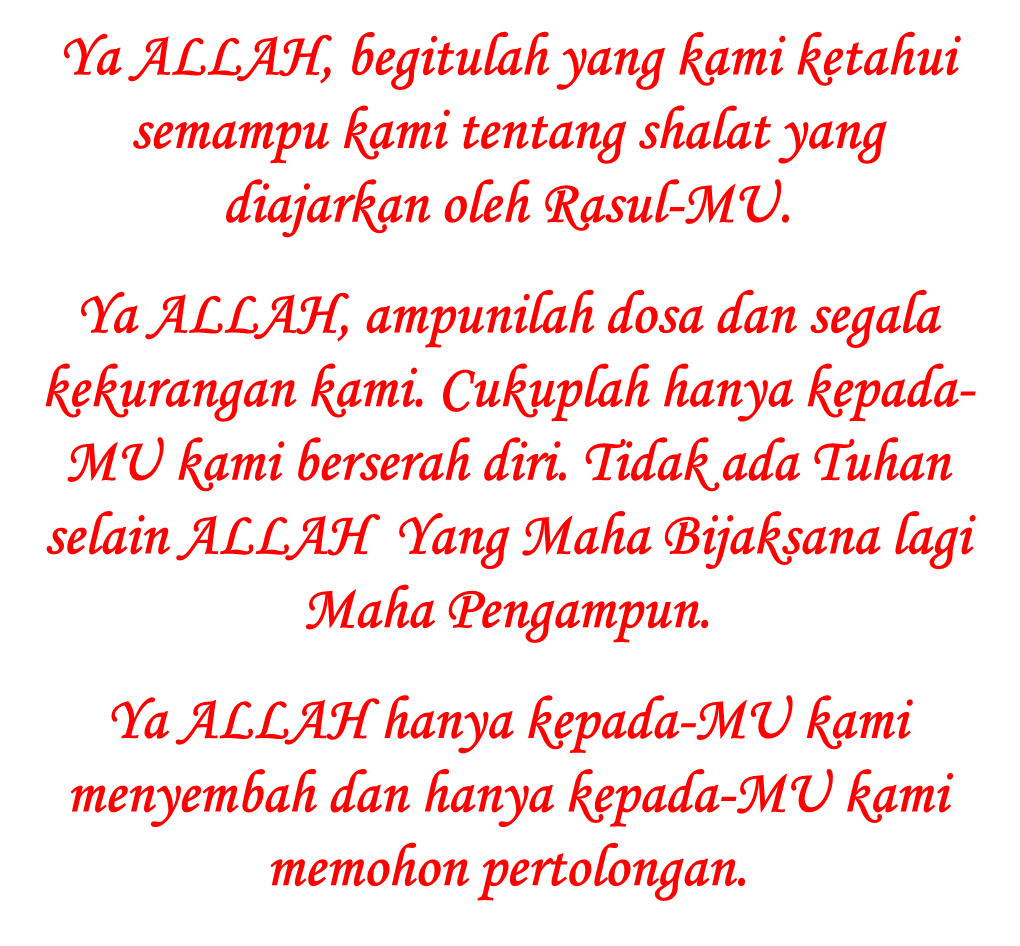 Ya ALLAH, begitulah yang kami ketahui
semampu kami tentang shalat yang
diajarkan oleh Rasul-MU.
Ya ALLAH, ampunilah dosa dan segala
kekurangan kami. Cukuplah hanya kepada-
MU kami berserah diri. Tidak ada Tuhan
selain ALLAH  Yang Maha Bijaksana lagi
Maha Pengampun.
Ya ALLAH hanya kepada-MU kami
menyembah dan hanya kepada-MU kami
memohon pertolongan.